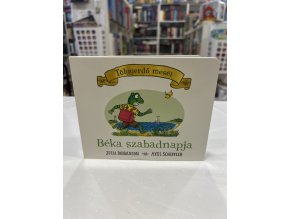 Tölgyerdő meséi
Béka szabadnapja
JULIA DONALDSON
AXEL SCHEFFLER